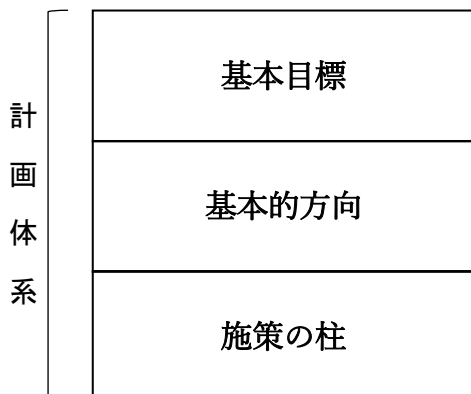 計画体系
基本目標
基本的方向
施策の柱